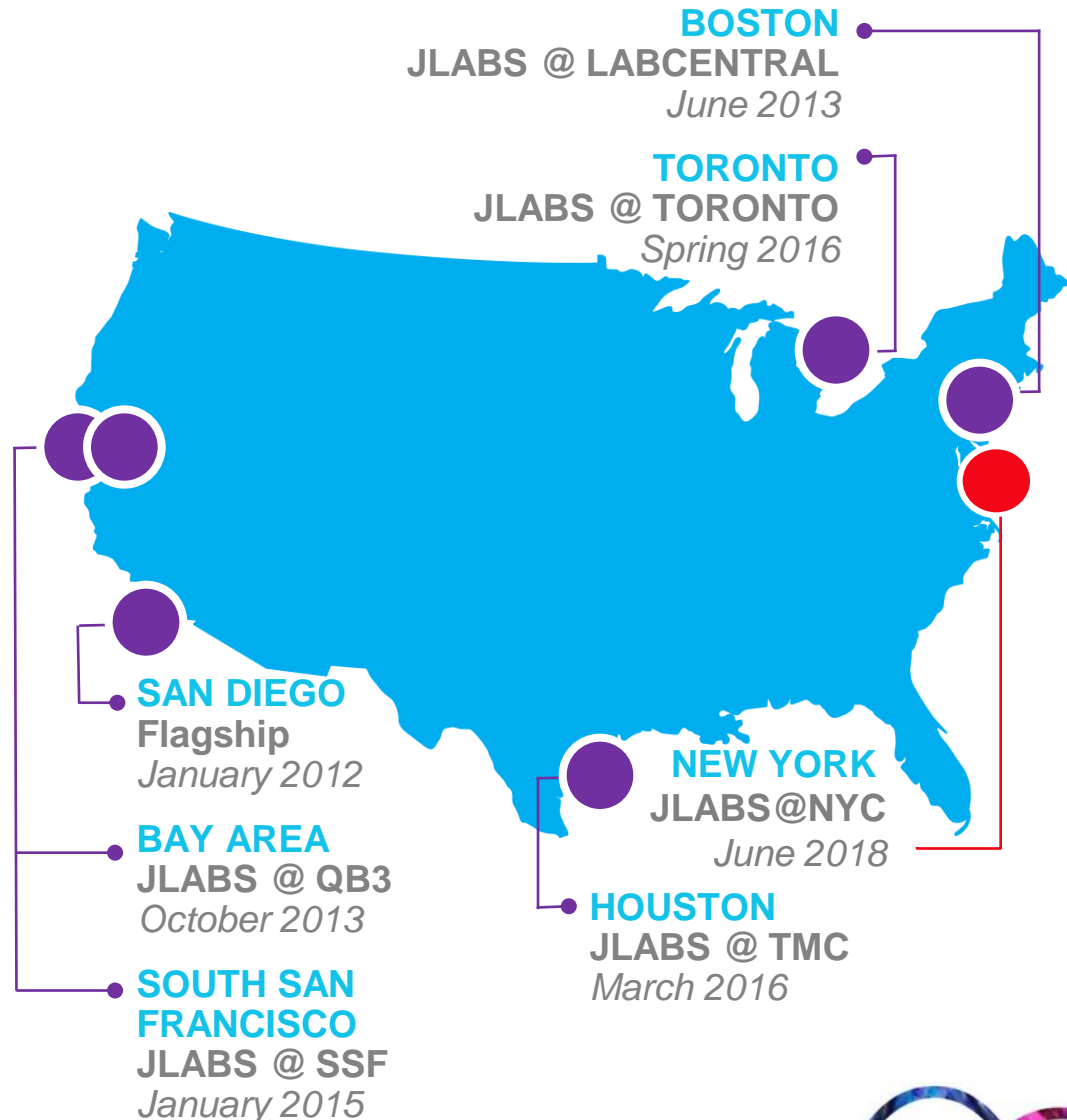 BOSTON
JLABS @ LABCENTRAL
June 2013
TORONTO
JLABS @ TORONTO
Spring 2016
SAN DIEGO
Flagship
January 2012
BAY AREA
JLABS @ QB3
October 2013
SOUTH SAN
FRANCISCO
JLABS @ SSF
January 2015
NEW YORK
JLABS@NYC
June 2018
HOUSTON
JLABS @ TMC
March 2016